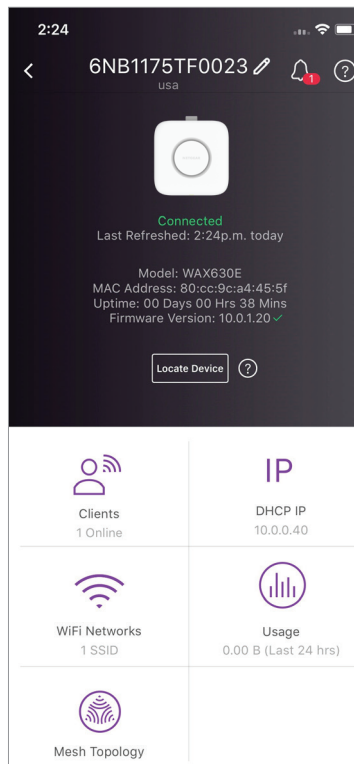 2:24
6NB1175TF0023
1
?
usa
Connected
Last Refreshed: 2:24p.m. today
Model: WAX630E
MAC Address: 80:cc:9c:a4:45:5f
Uptime: 00 Days 00 Hrs 38 Mins
Firmware Version: 10.0.1.20
Locate Device ?
IP
Clients
1 Online
DHCP IP
10.0.0.40
WiFi Networks
1 SSID
Usage
0.00 B (Last 24 hrs)
Mesh Topology